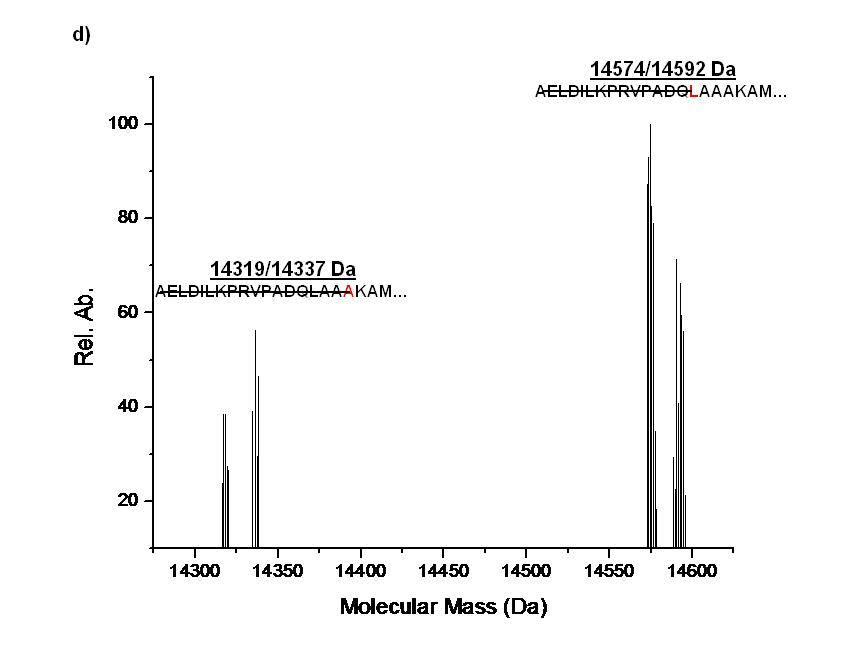 d)
14574/14592 Da
AELDILKPRVPADQLAAAKAM...
100
80
14319/14337 Da
AELDILKPRVPADQLAAAKAM...
60
Rel. Ab.
40
20
14300 14350 14400 14450 14500 14550 14600
Molecular Mass (Da)